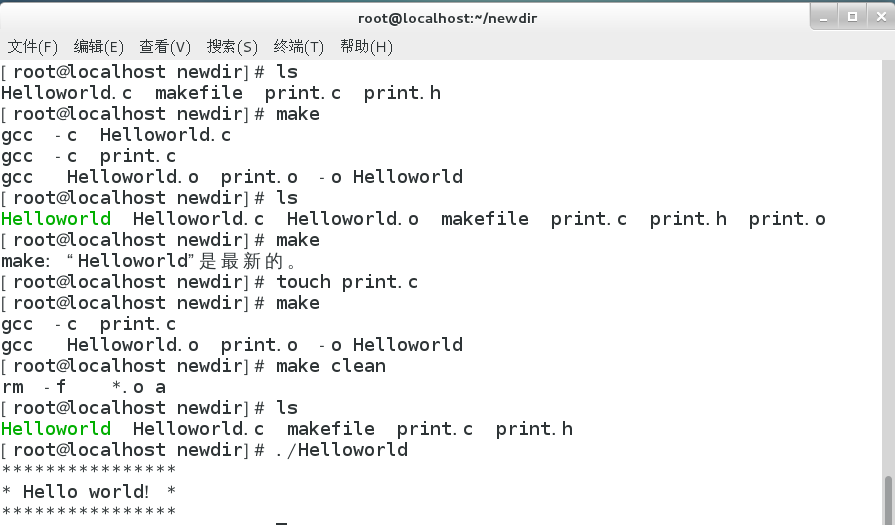 root@localhost:~/newdir
文件(F) 编辑(E) 查看(V) 搜索(S) 终端(T) 帮助(H)
[root@localhost newdir]# ls
Helloworld.c  makefile  print.c  print.h
[root@localhost newdir]# make
gcc  -c  Helloworld.c
gcc  -c  print.c
gcc   Helloworld.o  print.o  -o Helloworld
[root@localhost newdir]# ls
Helloworld  Helloworld.c  Helloworld.o  makefile  print.c  print.h  print.o
[root@localhost newdir]# make
make: “Helloworld”是最新的。
[root@localhost newdir]# touch print.c
[root@localhost newdir]# make
gcc  -c  print.c
gcc   Helloworld.o  print.o  -o Helloworld
[root@localhost newdir]# make clean
rm  -f    *.o a
[root@localhost newdir]# ls
Helloworld  Helloworld.c  makefile  print.c  print.h
[root@localhost newdir]# ./Helloworld
****************
* Hello world! *
****************